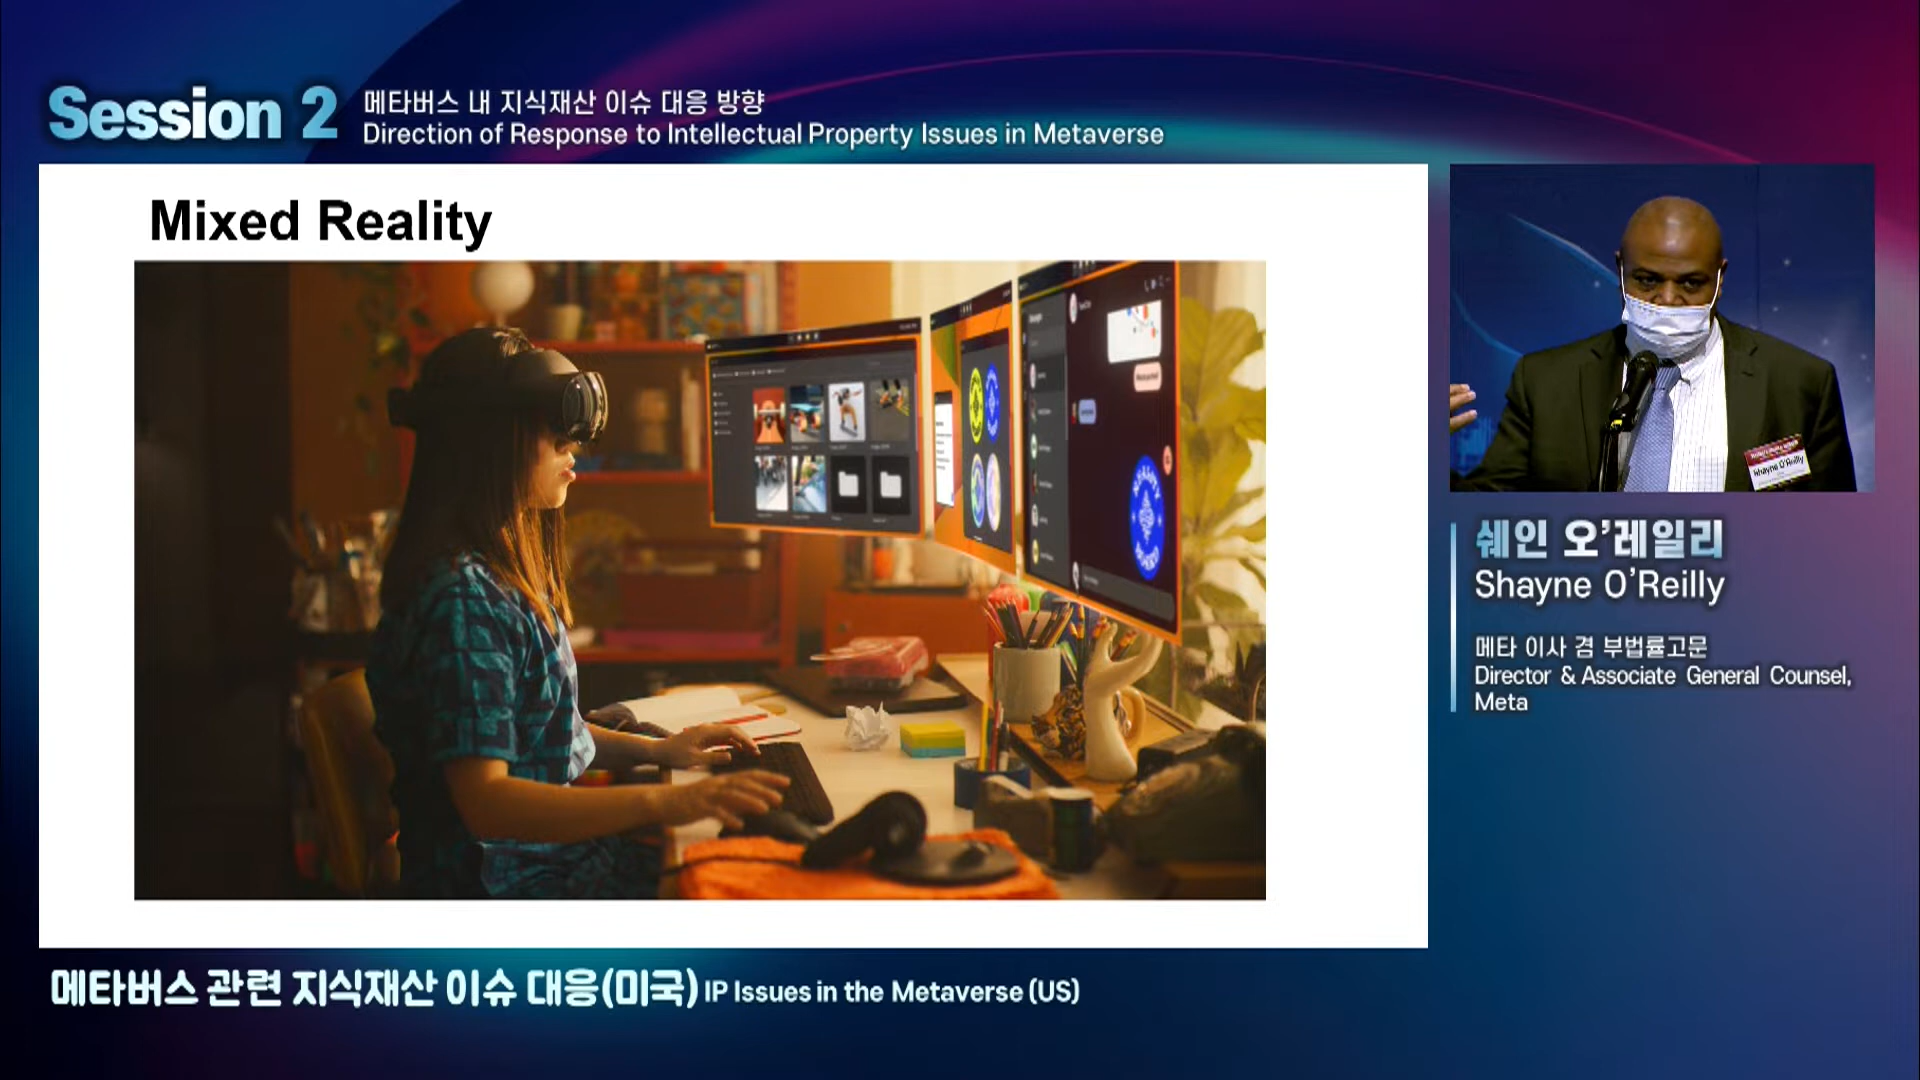 Session 2
메타버스 내 지식재산 이슈 대응 방향
Direction of Response to Intellectual Property Issues in Metaverse
Mixed Reality
Shayne O'Reilly
쉐인 오’레일리
Shayne O’Reilly
메타 이사 겸 부법률고문
Director & Associate General Counsel,
Meta
메타버스 관련 지식재산 이슈 대응(미국) IP Issues in the Metaverse (US)